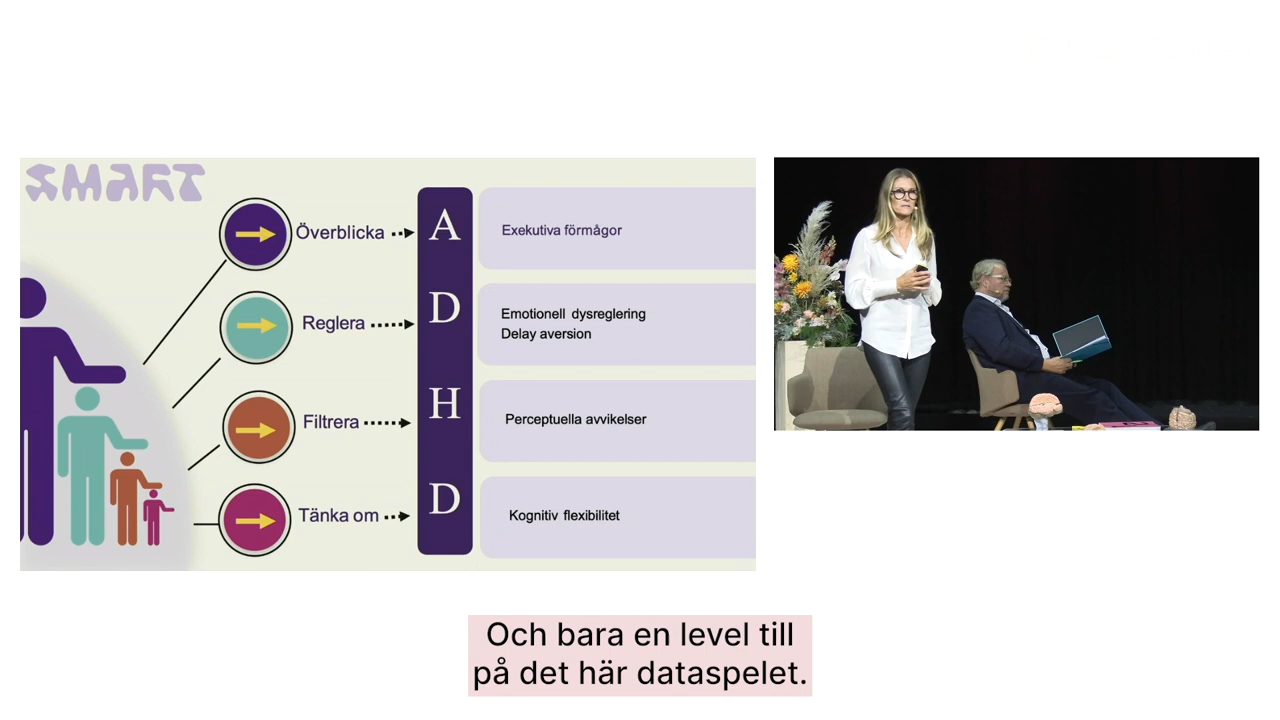 SMART
Överblicka
A
Exekutiva förmågor
Reglera
D
Emotionell dysreglering
Delay aversion
Filtrera
H
Perceptuella avvikelser
Tänka om
D
Kognitiv flexibilitet
Och bara en level till
på det här dataspelet.